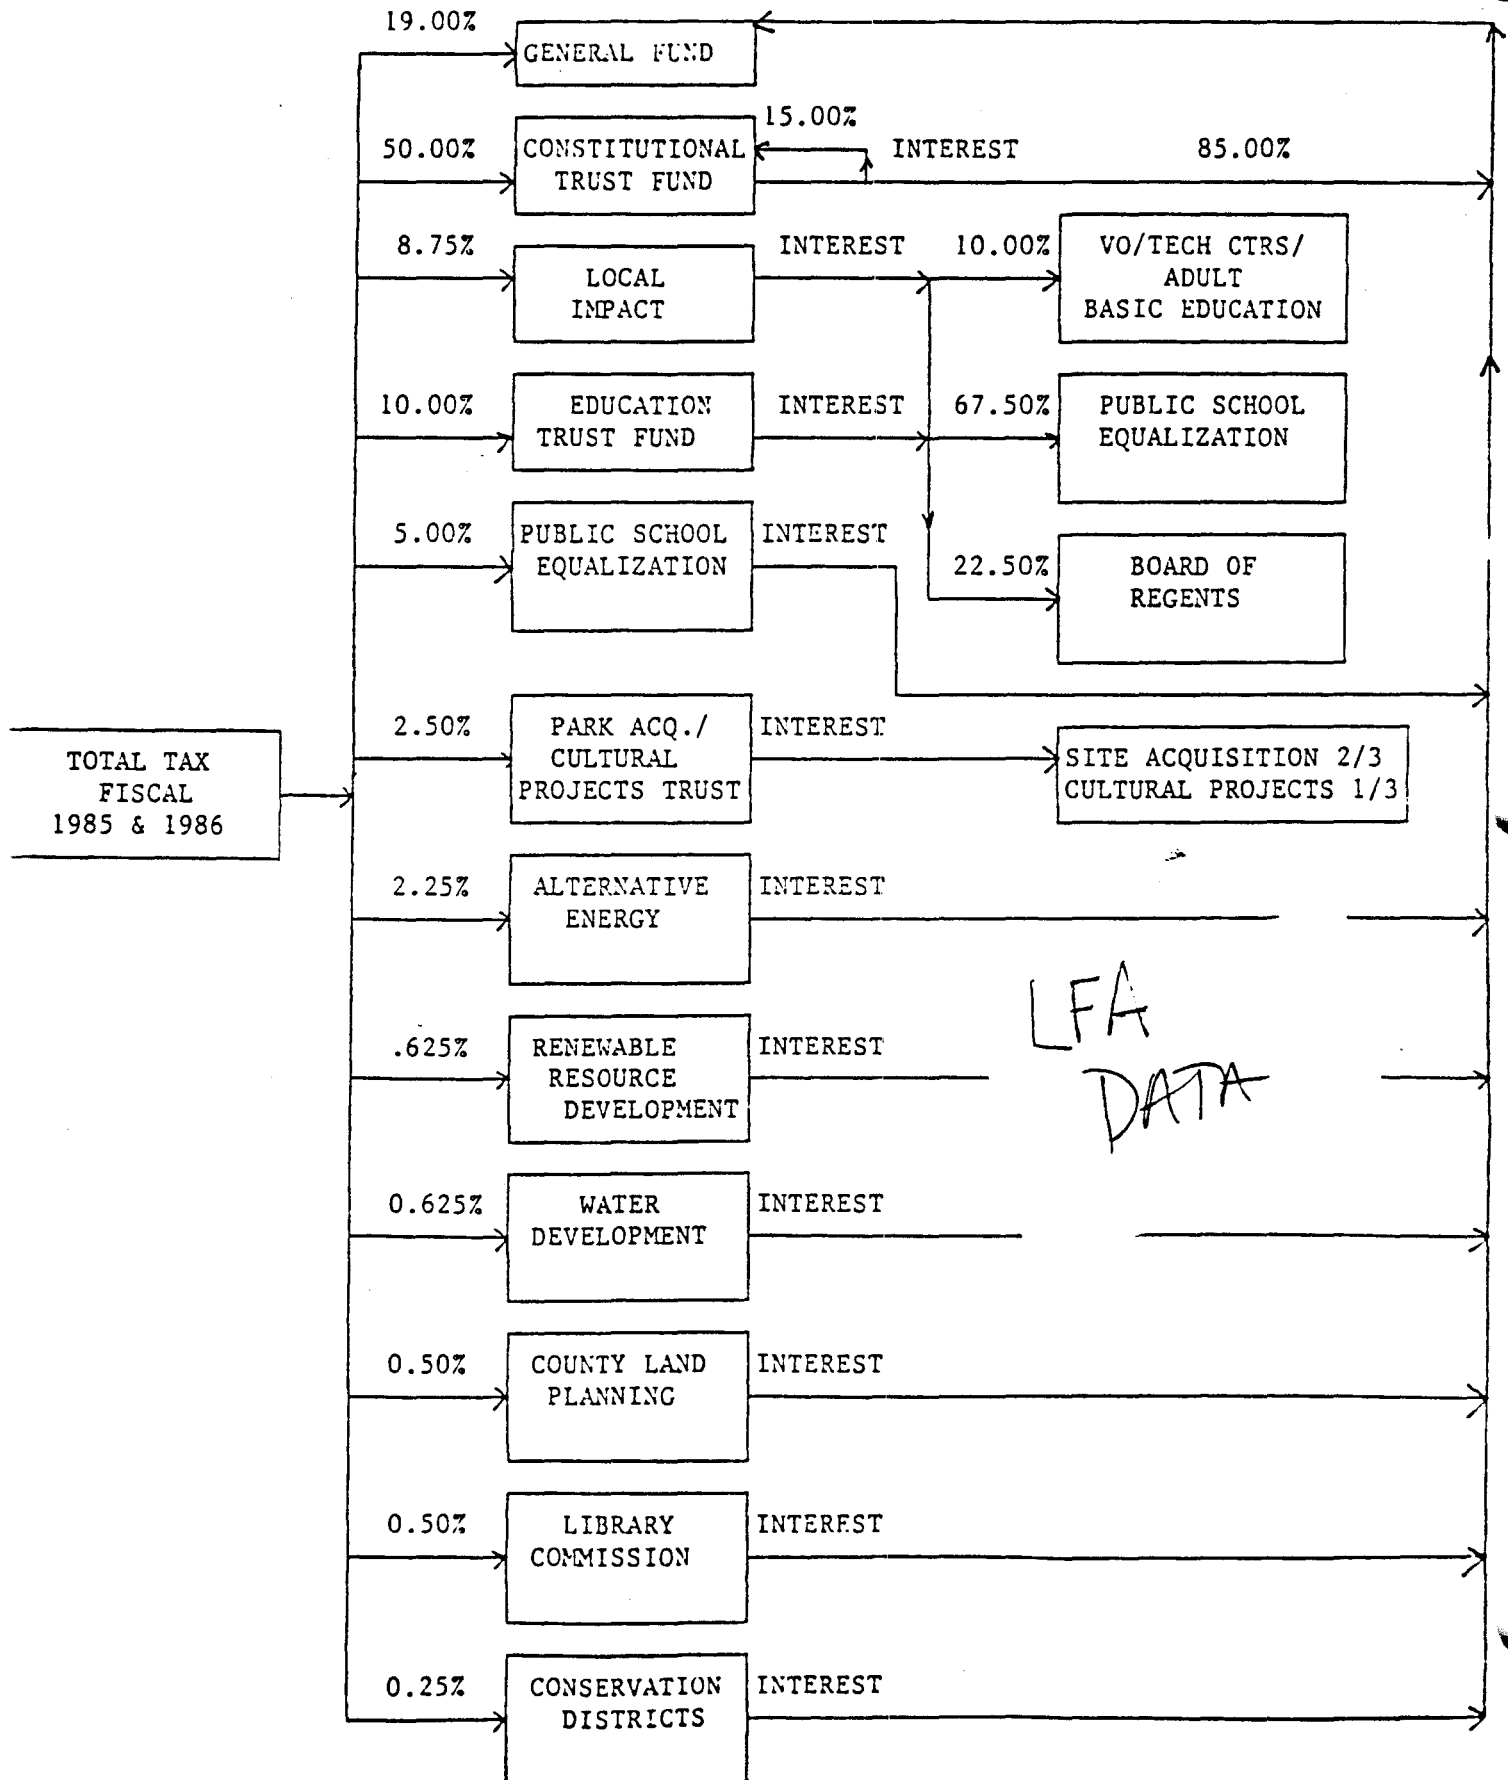 19.00%
GENERAL FUND
15.00%
50.00% CONSTITUTIONAL INTEREST 85.00%
TRUST FUND
8.75% INTEREST 10.00% VO/TECH CTRS/
LOCAL ADULT
IMPACT BASIC EDUCATION
10.00% EDUCATION INTEREST 67.50% PUBLIC SCHOOL
TRUST FUND EQUALIZATION
5.00% PUBLIC SCHOOL INTEREST
EQUALIZATION 22.50% BOARD OF
REGENTS
2.50% PARK ACQ./ INTEREST
TOTAL TAX CULTURAL SITE ACQUISITION 2/3
FISCAL PROJECTS TRUST CULTURAL PROJECTS 1/3
1985 & 1986
2.25% ALTERNATIVE INTEREST
ENERGY
LFA
.625% RENEWABLE INTEREST
RESOURCE
DEVELOPMENT
DATA
0.625% WATER INTEREST
DEVELOPMENT
0.50% COUNTY LAND INTEREST
PLANNING
0.50% LIBRARY INTEREST
COMMISSION
0.25% CONSERVATION INTEREST
DISTRICTS